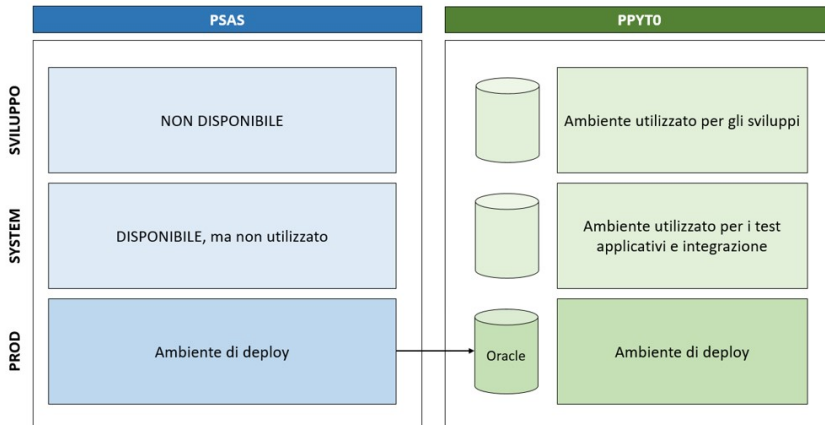 PSAS
PPYT0
SVILUPPO
NON DISPONIBILE
Ambiente utilizzato per gli sviluppi
SYSTEM
DISPONIBILE, ma non utilizzato
Ambiente utilizzato per i test
applicativi e integrazione
PROD
Ambiente di deploy
Oracle
Ambiente di deploy